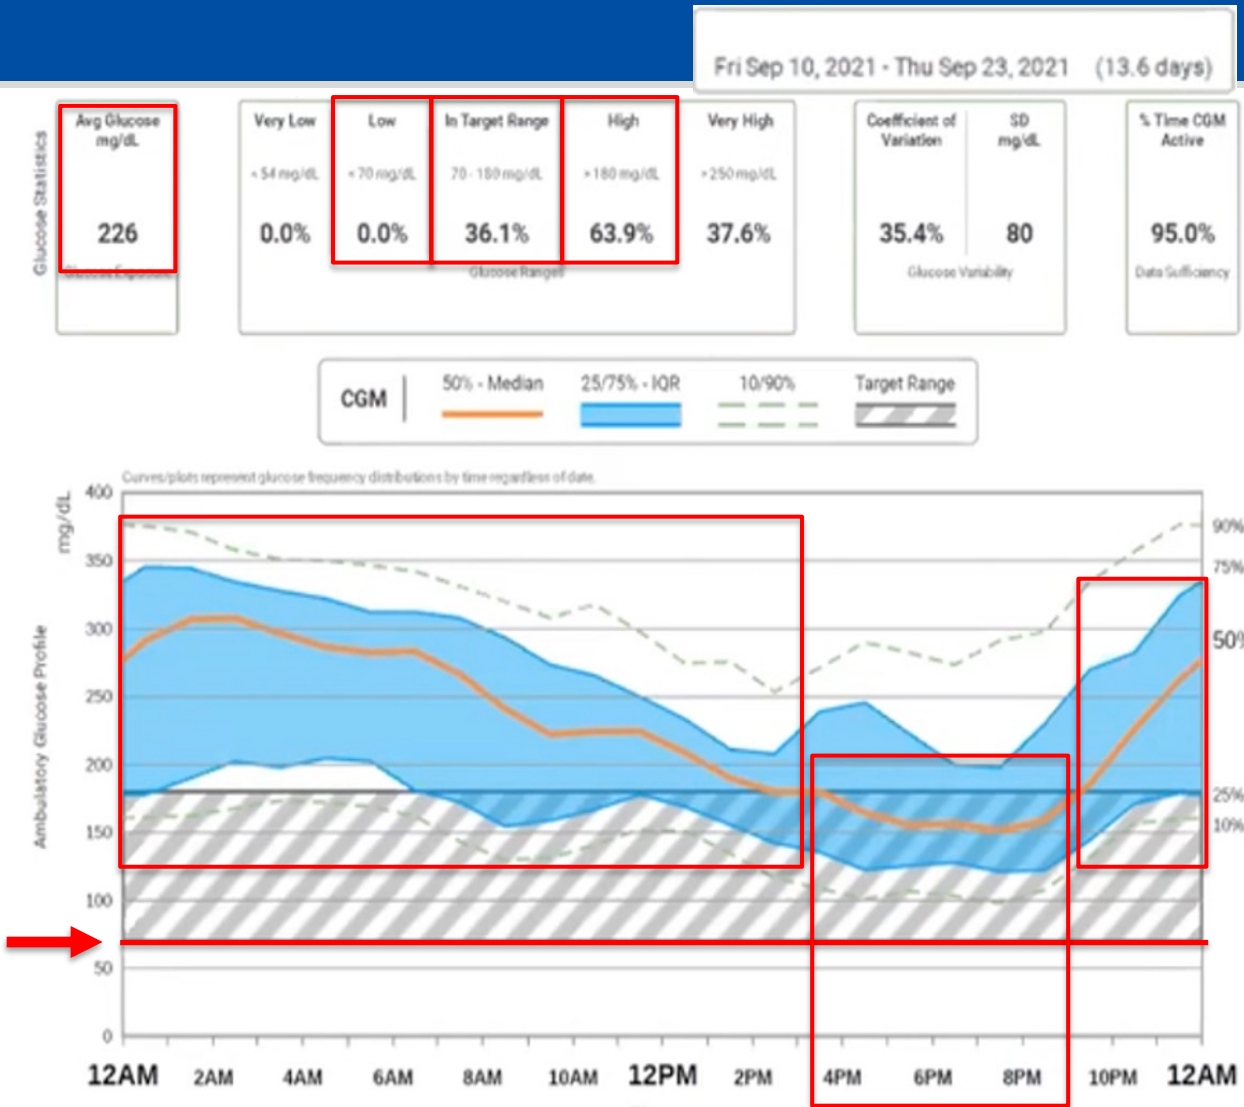 Fri Sep 10, 2021 - Thu Sep 23, 2021 (13.6 days)
Glucose Statistics
Avg Glucose
mg/dL
226
Glucose Exposure
Very Low
< 54 mg/dL
0.0%
Low
< 70 mg/dL
0.0%
In Target Range
70 - 180 mg/dL
36.1%
High
> 180 mg/dL
63.9%
Very High
> 250 mg/dL
37.6%
Glucose Ranges
Coefficient of
Variation
35.4%
SD
mg/dL
80
Glucose Variability
% Time CGM
Active
95.0%
Data Sufficiency
CGM
50% - Median
25/75% - IQR
10/90%
Target Range
Curves/plots represent glucose frequency distributions by time regardless of date.
mg/dL
Ambulatory Glucose Profile
400
350
300
250
200
150
100
50
0
90%
75%
50%
25%
10%
12AM 2AM 4AM 6AM 8AM 10AM 12PM 2PM 4PM 6PM 8PM 10PM 12AM